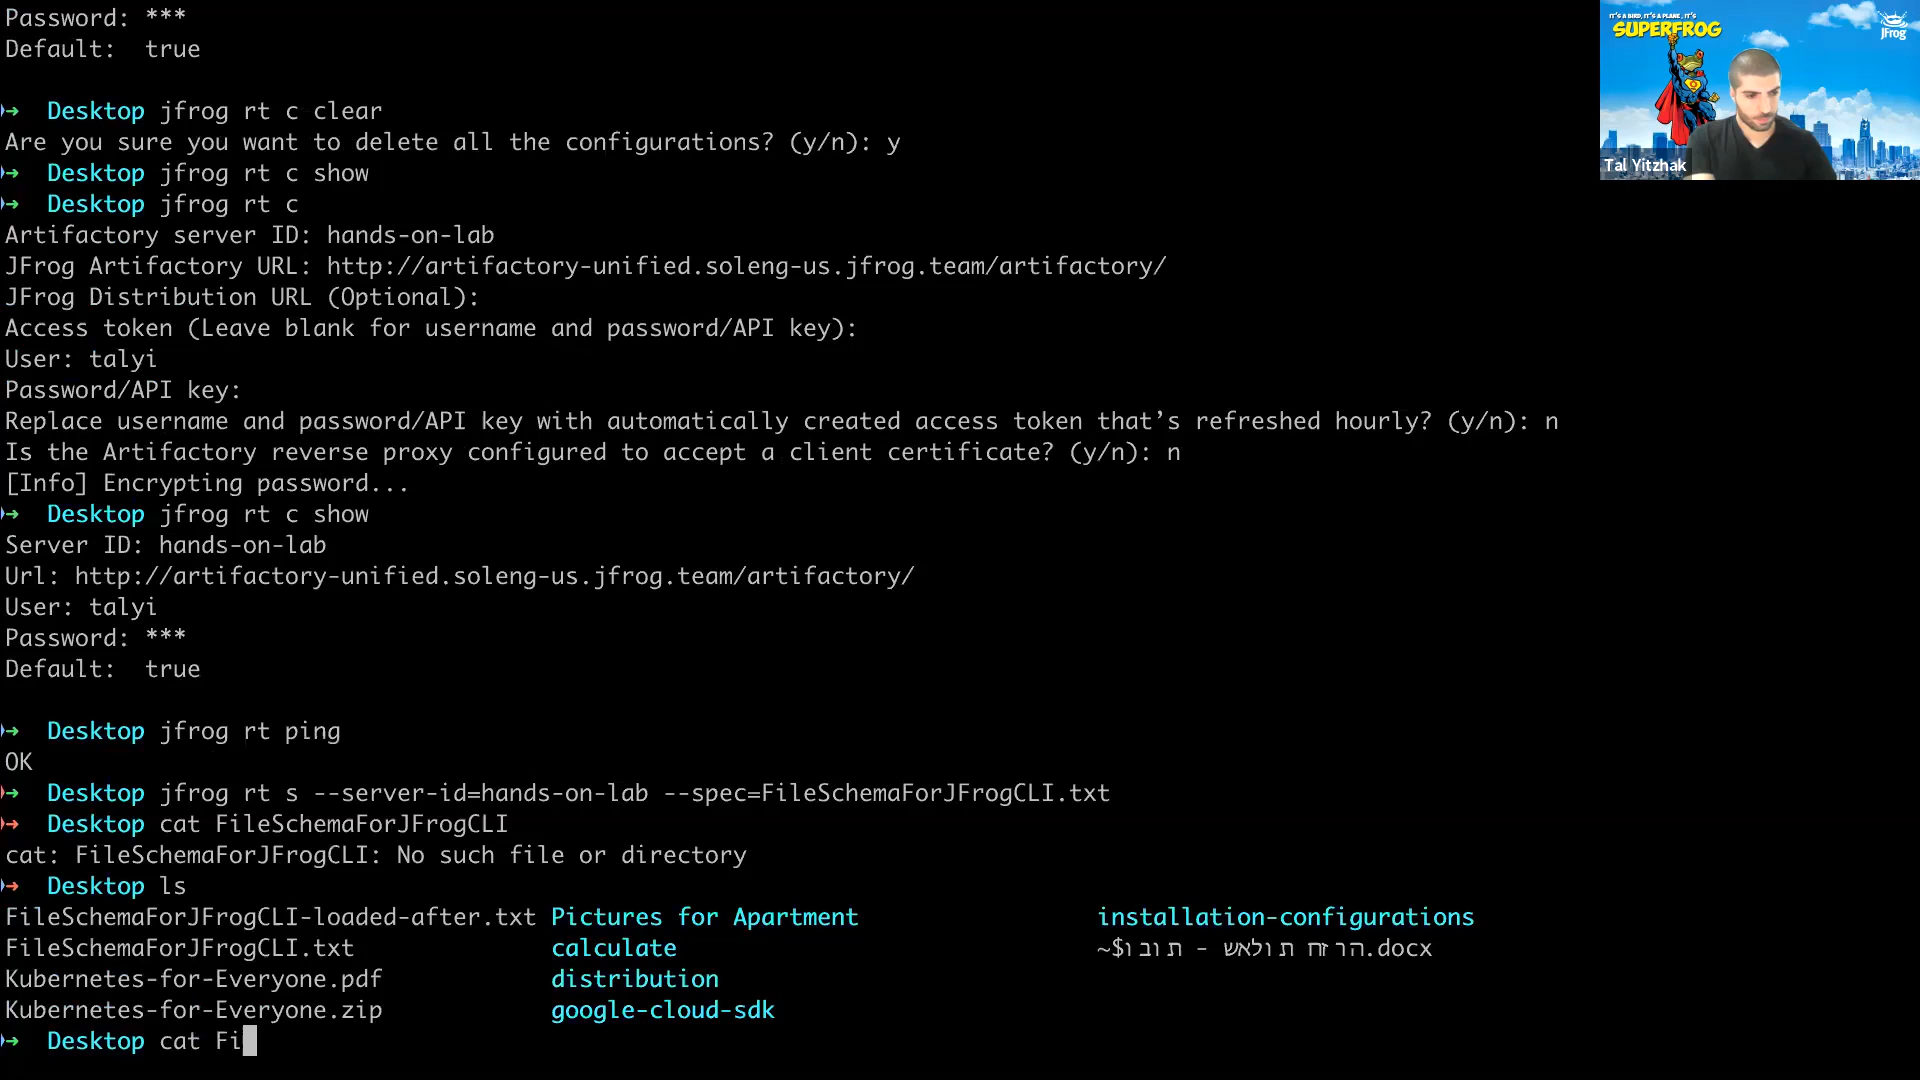 Password: ***
Default:  true
➜  Desktop jfrog rt c clear
Are you sure you want to delete all the configurations? (y/n): y
➜  Desktop jfrog rt c show
➜  Desktop jfrog rt c
Artifactory server ID: hands-on-lab
JFrog Artifactory URL: http://artifactory-unified.soleng-us.jfrog.team/artifactory/
JFrog Distribution URL (Optional):
Access token (Leave blank for username and password/API key):
User: talyi
Password/API key:
Replace username and password/API key with automatically created access token that’s refreshed hourly? (y/n): n
Is the Artifactory reverse proxy configured to accept a client certificate? (y/n): n
[Info] Encrypting password...
➜  Desktop jfrog rt c show
Server ID: hands-on-lab
Url: http://artifactory-unified.soleng-us.jfrog.team/artifactory/
User: talyi
Password: ***
Default:  true
➜  Desktop jfrog rt ping
OK
➜  Desktop jfrog rt s --server-id=hands-on-lab --spec=FileSchemaForJFrogCLI.txt
➜  Desktop cat FileSchemaForJFrogCLI
cat: FileSchemaForJFrogCLI: No such file or directory
➜  Desktop ls
FileSchemaForJFrogCLI-loaded-after.txt Pictures for Apartment installation-configurations
FileSchemaForJFrogCLI.txt calculate ~$ובות - שאלות חזרה.docx
Kubernetes-for-Everyone.pdf distribution
Kubernetes-for-Everyone.zip google-cloud-sdk
➜  Desktop cat Fi
IT'S A BIRD, IT'S A PLANE, IT'S
SUPERFROG
JFrog
Tal Yitzhak